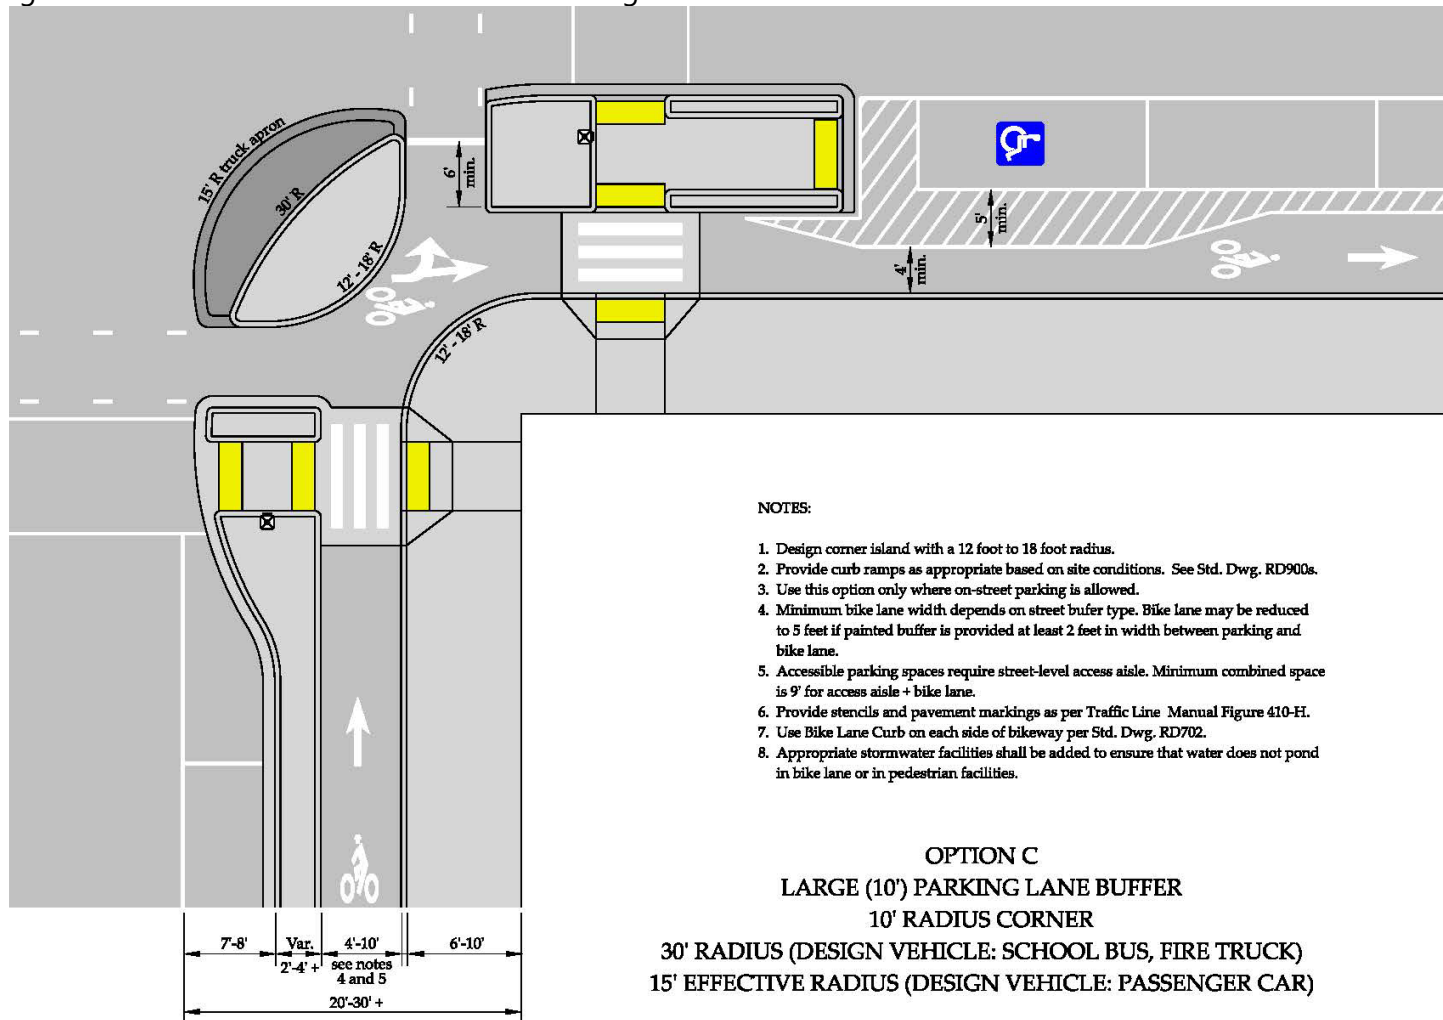 15' R truck apron
30' R
12' - 18' R
6'
min.
12' - 18' R
5'
min.
4'
min.
NOTES:
1. Design corner island with a 12 foot to 18 foot radius.
2. Provide curb ramps as appropriate based on site conditions. See Std. Dwg. RD900s.
3. Use this option only where on-street parking is allowed.
4. Minimum bike lane width depends on street bufer type. Bike lane may be reduced
to 5 feet if painted buffer is provided at least 2 feet in width between parking and
bike lane.
5. Accessible parking spaces require street-level access aisle. Minimum combined space
is 9' for access aisle + bike lane.
6. Provide stencils and pavement markings as per Traffic Line Manual Figure 410-H.
7. Use Bike Lane Curb on each side of bikeway per Std. Dwg. RD702.
8. Appropriate stormwater facilities shall be added to ensure that water does not pond
in bike lane or in pedestrian facilities.
OPTION C
LARGE (10') PARKING LANE BUFFER
10' RADIUS CORNER
30' RADIUS (DESIGN VEHICLE: SCHOOL BUS, FIRE TRUCK)
15' EFFECTIVE RADIUS (DESIGN VEHICLE: PASSENGER CAR)
7'-8'
Var.
2'-4' +
4'-10'
see notes
4 and 5
6'-10'
20'-30' +